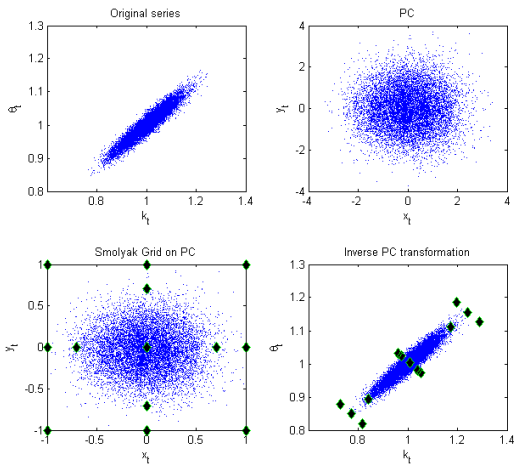 Original series
1.3
1.2
1.1
1
0.9
0.8
0.8 1 1.2 1.4
θt
kt
PC
4
2
0
-2
-4
-4 -2 0 2 4
yt
xt
Smolyak Grid on PC
1
0.5
0
-0.5
-1
-1 -0.5 0 0.5 1
yt
xt
Inverse PC transformation
1.3
1.2
1.1
1
0.9
0.8
0.8 1 1.2 1.4
θt
kt